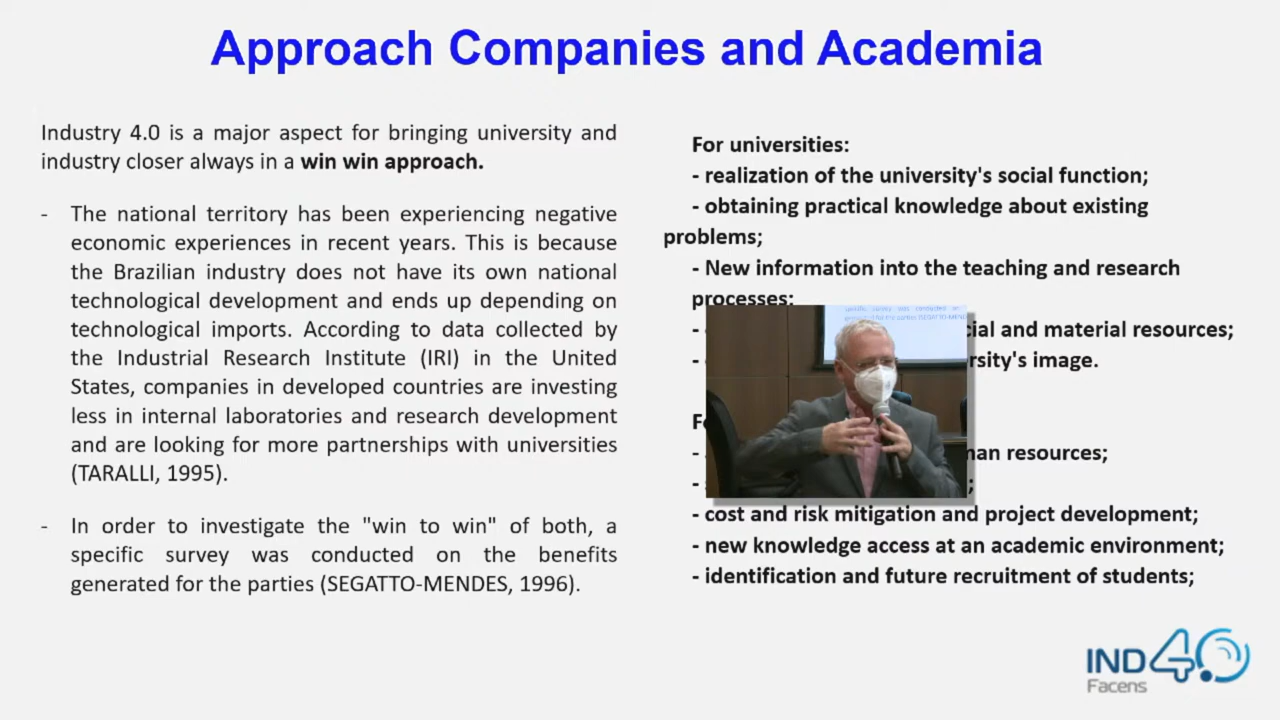 Approach Companies and Academia
Industry 4.0 is a major aspect for bringing university and
industry closer always in a win win approach.
- The national territory has been experiencing negative
economic experiences in recent years. This is because
the Brazilian industry does not have its own national
technological development and ends up depending on
technological imports. According to data collected by
the Industrial Research Institute (IRI) in the United
States, companies in developed countries are investing
less in internal laboratories and research development
and are looking for more partnerships with universities
(TARALLI, 1995).
- In order to investigate the "win to win" of both, a
specific survey was conducted on the benefits
generated for the parties (SEGATTO-MENDES, 1996).
For universities:
- realization of the university's social function;
- obtaining practical knowledge about existing
problems;
- New information into the teaching and research
processes;
- and material resources;
- image.
- resources;
-
- cost and risk mitigation and project development;
- new knowledge access at an academic environment;
- identification and future recruitment of students;
IND 4.0
Facens